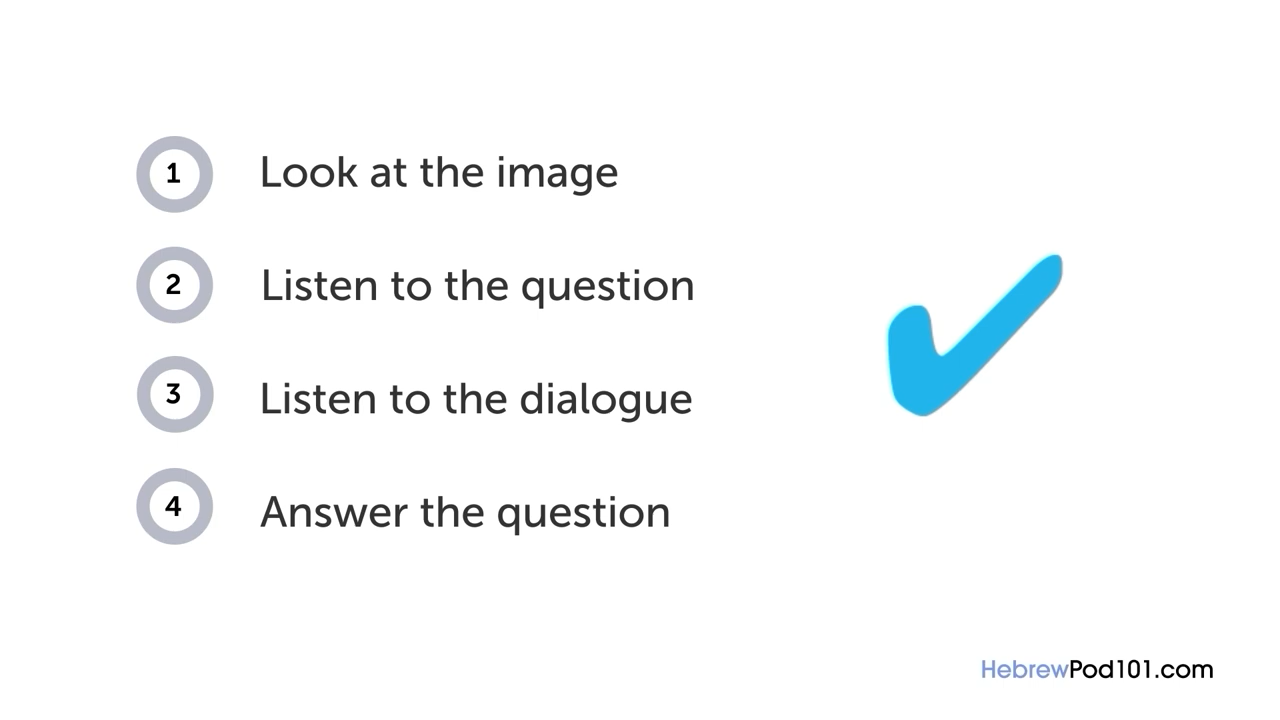 1 Look at the image
2 Listen to the question
3 Listen to the dialogue
4 Answer the question
HebrewPod101.com